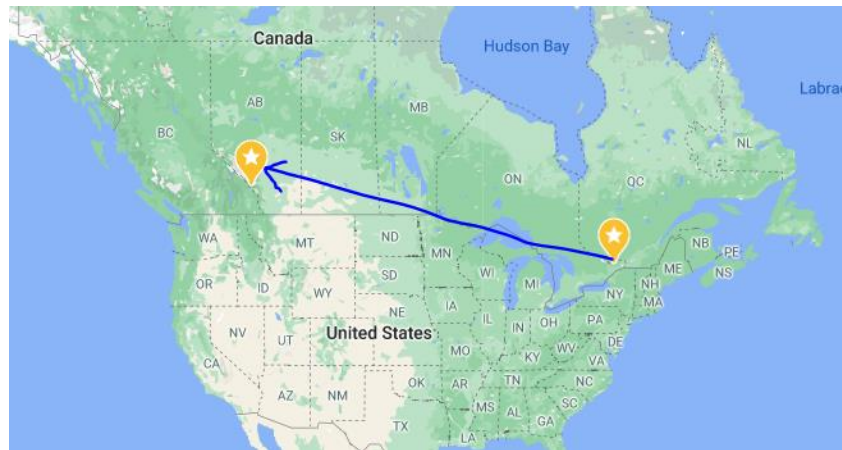 Canada
Hudson Bay
Labra
AB
MB
BC
SK
NL
ON
QC
WA
MT
ND
MN
NB
PE
ME
NS
OR
ID
SD
WI
MI
NY
NH
MA
WY
IA
NE
IL
IN
OH
PA
NV
UT
United States
DE
MO
KY
WV
VA
CA
AZ
NM
OK
AR
TN
NC
MS
AL
SC
GA
TX
LA